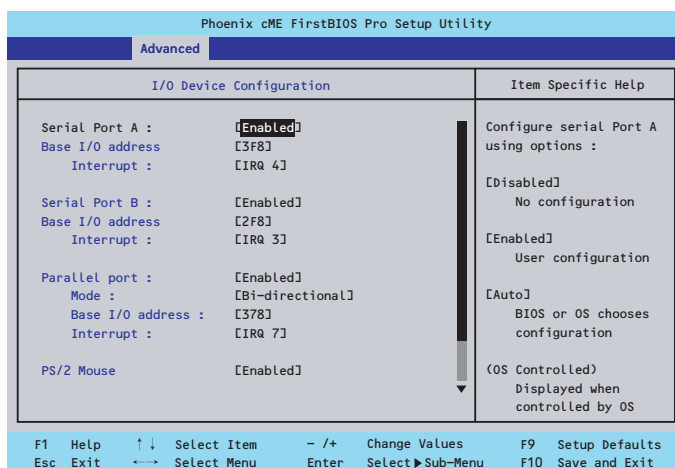 Phoenix cME FirstBIOS Pro Setup Utility
Advanced
I/O Device Configuration
Item Specific Help
Serial Port A : [Enabled]
Base I/O address [3F8]
Interrupt : [IRQ 4]
Serial Port B : [Enabled]
Base I/O address [2F8]
Interrupt : [IRQ 3]
Parallel port : [Enabled]
Mode : [Bi-directional]
Base I/O address : [378]
Interrupt : [IRQ 7]
PS/2 Mouse [Enabled]
Configure serial Port A
using options :
[Disabled]
No configuration
[Enabled]
User configuration
[Auto]
BIOS or OS chooses
configuration
(OS Controlled)
Displayed when
controlled by OS
F1 Help ↑↓ Select Item - /+ Change Values F9 Setup Defaults
Esc Exit ←→ Select Menu Enter Select ▶ Sub-Menu F10 Save and Exit